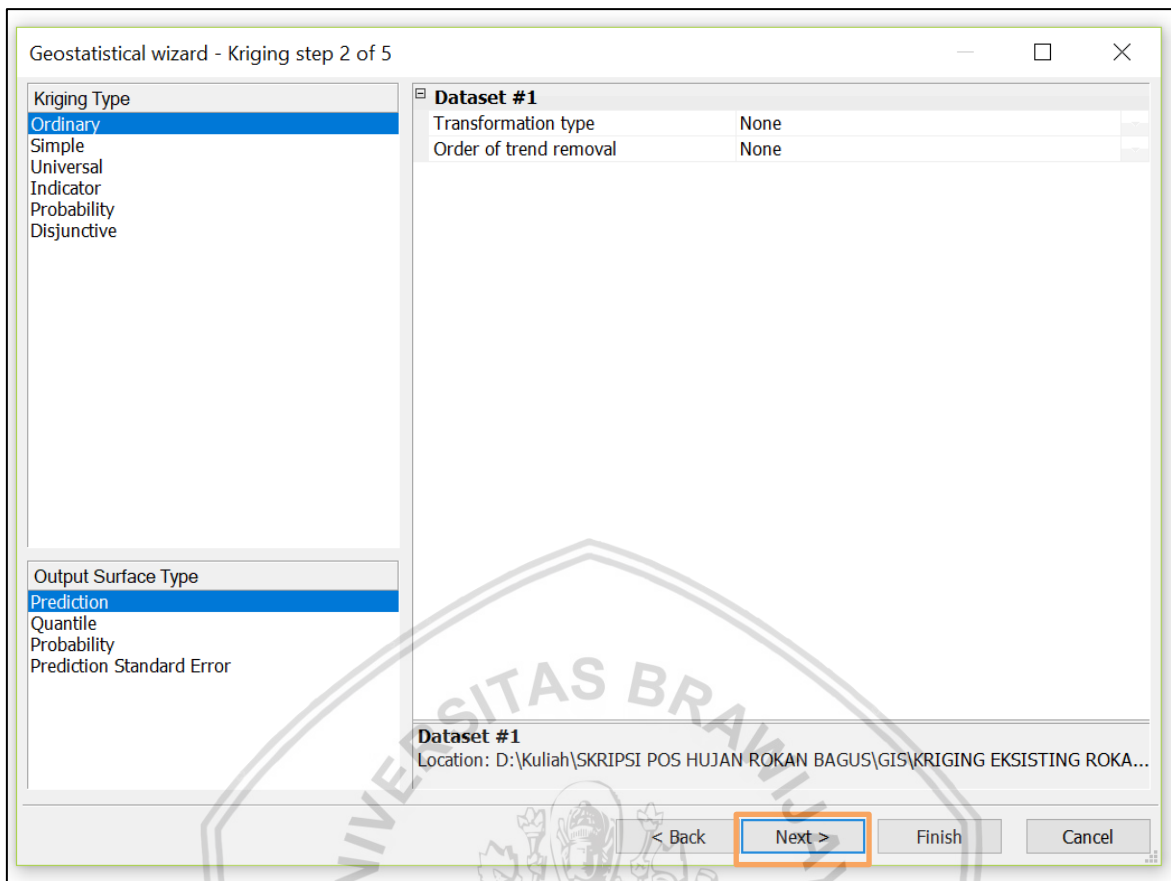 Geostatistical wizard - Kriging step 2 of 5
Kriging Type
Ordinary
Simple
Universal
Indicator
Probability
Disjunctive
Output Surface Type
Prediction
Quantile
Probability
Prediction Standard Error
Dataset #1
Transformation type None
Order of trend removal None
Dataset #1
Location: D:\Kuliah\SKRIPSI POS HUJAN ROKAN BAGUS\GIS\KRIGING EKSISTING ROKA...
< Back Next > Finish Cancel